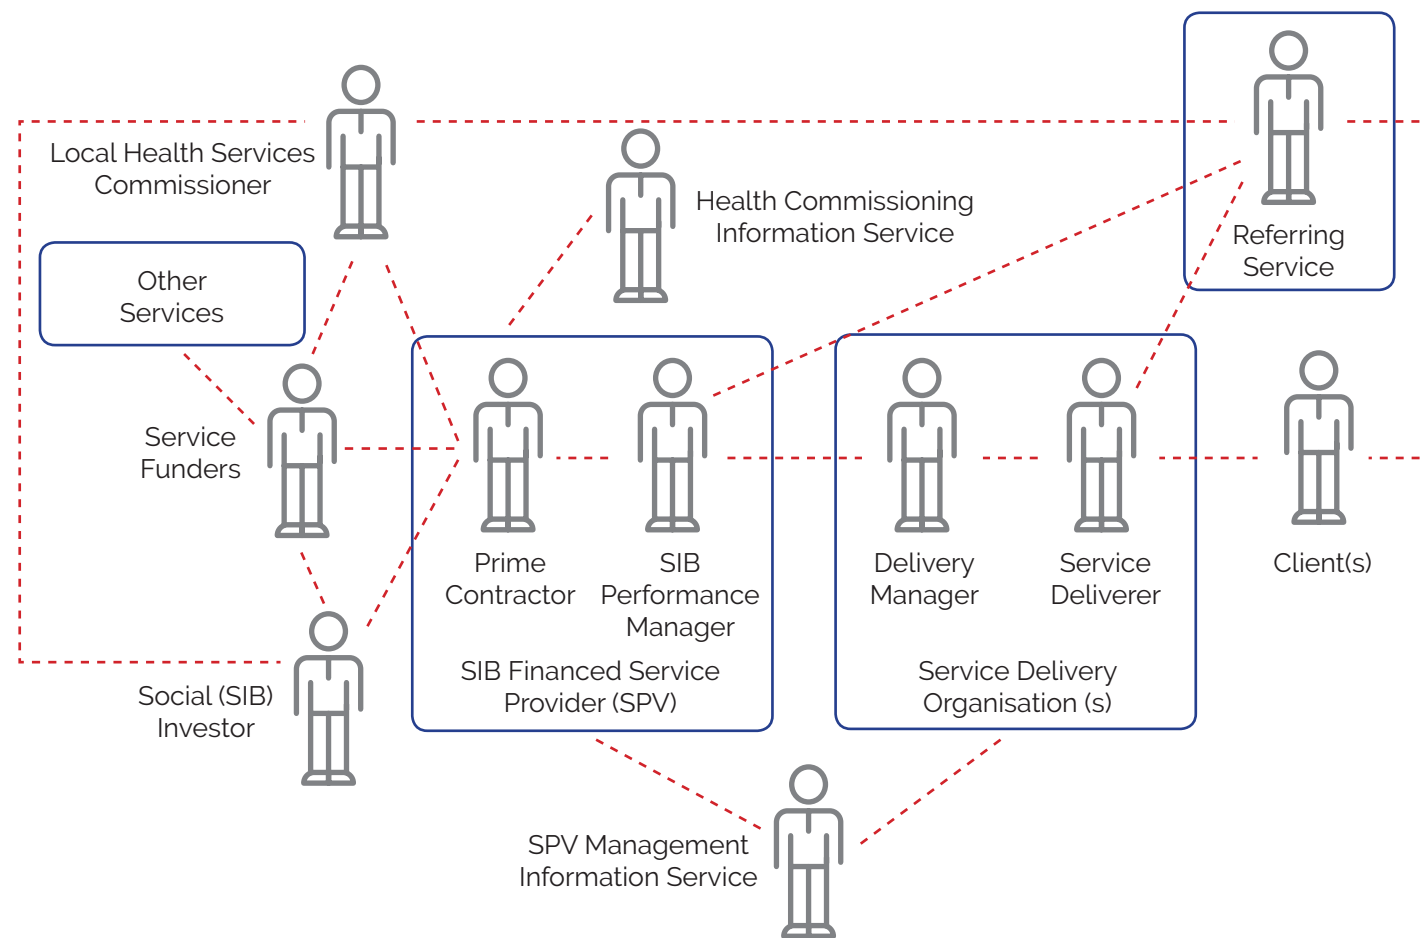 Local Health Services
Commissioner
Health Commissioning
Information Service
Referring
Service
Other
Services
Service
Funders
Prime
Contractor
SIB
Performance
Manager
Delivery
Manager
Service
Deliverer
Client(s)
SIB Financed Service
Provider (SPV)
Service Delivery
Organisation (s)
Social (SIB)
Investor
SPV Management
Information Service